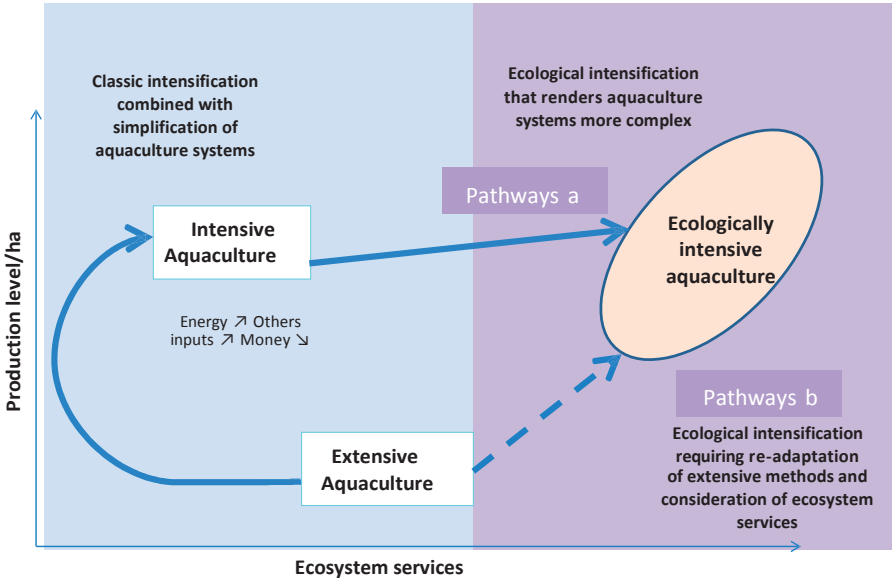 Classic intensification
combined with
simplification of
aquaculture systems
Ecological intensification
that renders aquaculture
systems more complex
Pathways a
Intensive
Aquaculture
Ecologically
intensive
aquaculture
Energy ↗ Others
inputs ↗ Money ↘
Production level/ha
Pathways b
Extensive
Aquaculture
Ecological intensification
requiring re-adaptation
of extensive methods and
consideration of ecosystem
services
Ecosystem services